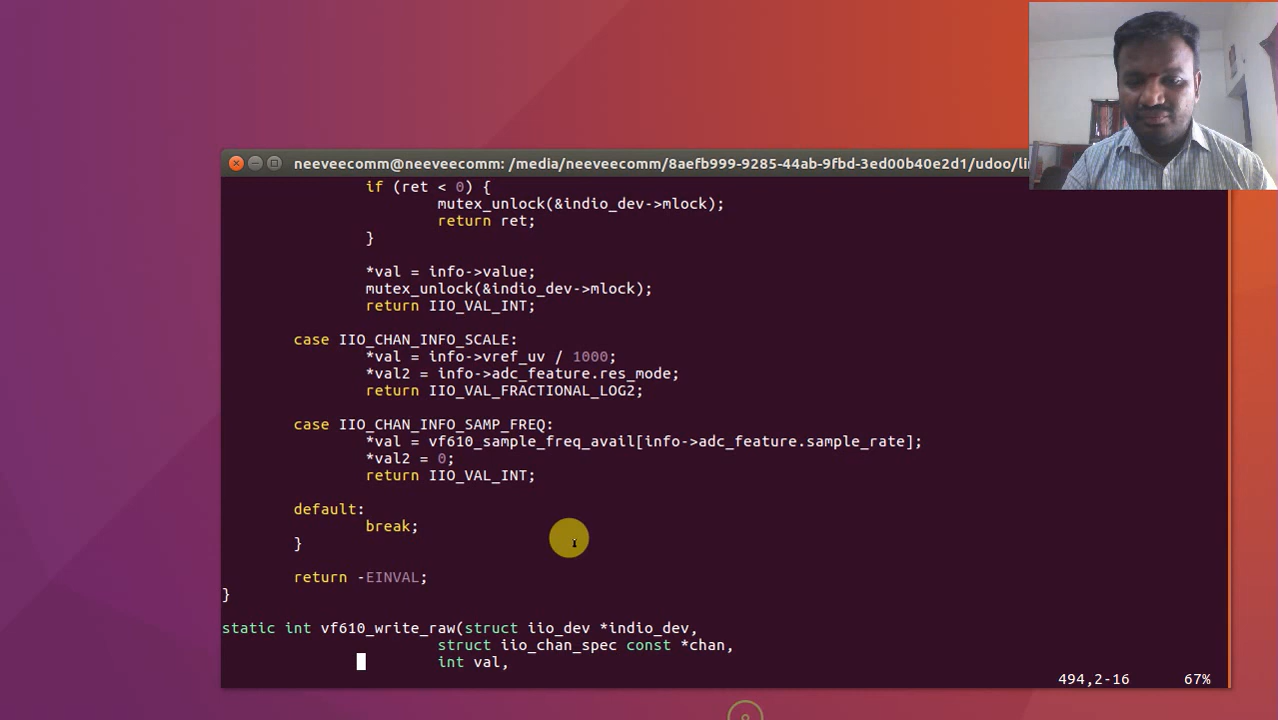 neeveecomm@neeveecomm: /media/neeveecomm/8aefb999-9285-44ab-9fbd-3ed00b40e2d1/udoo/li
if (ret < 0) {
mutex_unlock(&indio_dev->mlock);
return ret;
}
*val = info->value;
mutex_unlock(&indio_dev->mlock);
return IIO_VAL_INT;
case IIO_CHAN_INFO_SCALE:
*val = info->vref_uv / 1000;
*val2 = info->adc_feature.res_mode;
return IIO_VAL_FRACTIONAL_LOG2;
case IIO_CHAN_INFO_SAMP_FREQ:
*val = vf610_sample_freq_avail[info->adc_feature.sample_rate];
*val2 = 0;
return IIO_VAL_INT;
default:
break;
}
return -EINVAL;
}
static int vf610_write_raw(struct iio_dev *indio_dev,
struct iio_chan_spec const *chan,
int val,
494,2-16 67%